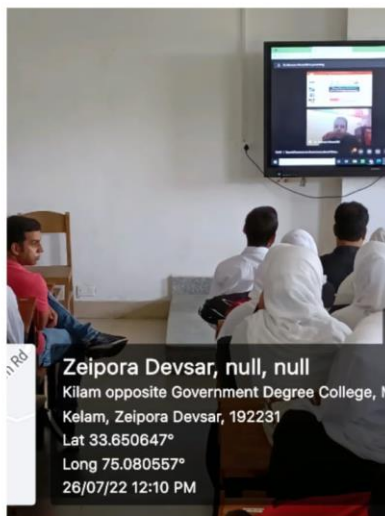 n Rd
Zeipora Devsar, null, null
Kilam opposite Government Degree College, M
Kelam, Zeipora Devsar, 192231
Lat 33.650647°
Long 75.080557°
26/07/22 12:10 PM